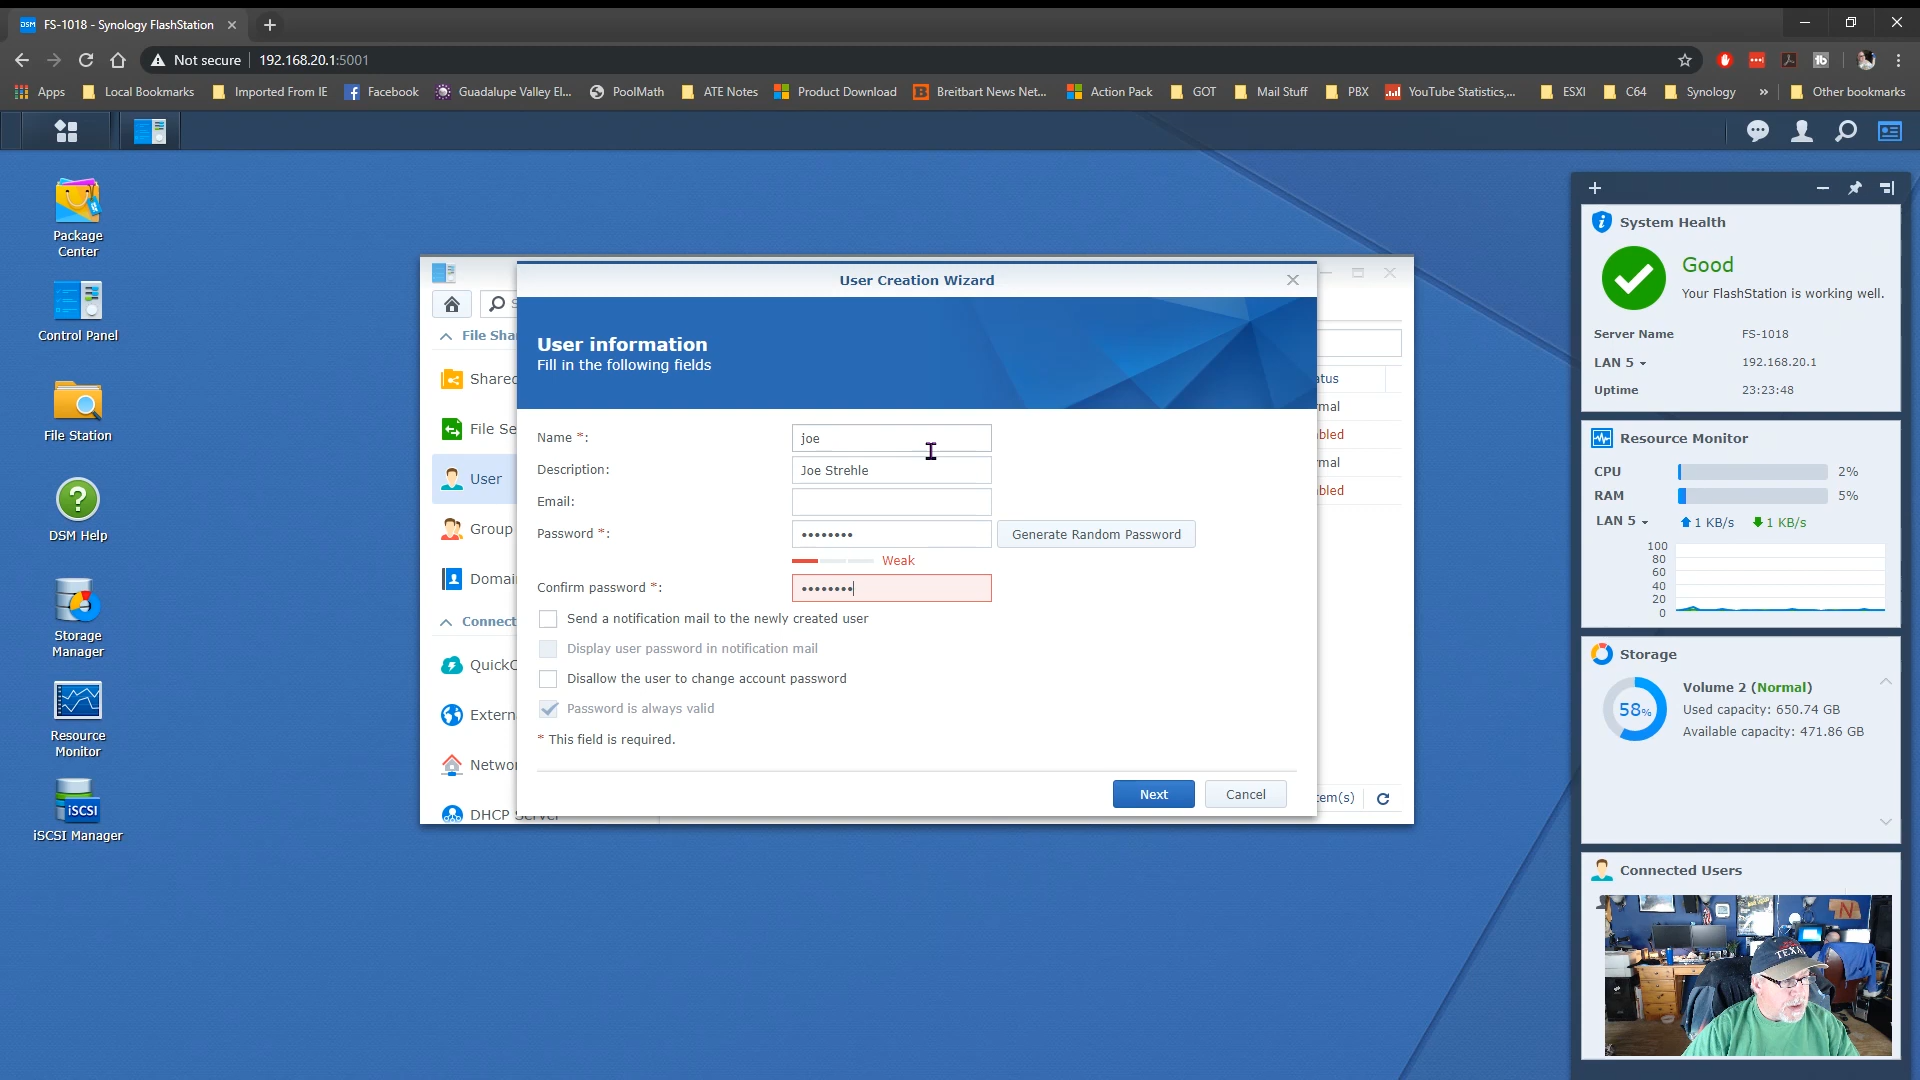 FS-1018 - Synology FlashStation
Not secure
192.168.20.1:5001
Apps
Local Bookmarks
Imported From IE
Facebook
Guadalupe Valley El...
PoolMath
ATE Notes
Product Download
Breitbart News Net...
Action Pack
GOT
Mail Stuff
PBX
YouTube Statistics,...
ESXI
C64
Synology
»
Other bookmarks
Package
Center
Control Panel
File Station
DSM Help
Storage
Manager
Resource
Monitor
iSCSI
iSCSI Manager
File Sha
Shared
File Se
User
Group
Domai
Connect
QuickC
Extern
Netwo
DHCP Server
User Creation Wizard
User information
Fill in the following fields
Name *:
joe
Description:
Joe Strehle
Email:
Password *:
••••••••
Generate Random Password
Weak
Confirm password *:
••••••••
Send a notification mail to the newly created user
Display user password in notification mail
Disallow the user to change account password
Password is always valid
* This field is required.
Next
Cancel
atus
mal
bled
mal
bled
tem(s)
System Health
Good
Your FlashStation is working well.
Server Name FS-1018
LAN 5 192.168.20.1
Uptime 23:23:48
Resource Monitor
CPU 2%
RAM 5%
LAN 5 1 KB/s 1 KB/s
100
80
60
40
20
0
Storage
58%
Volume 2 (Normal)
Used capacity: 650.74 GB
Available capacity: 471.86 GB
Connected Users
N
TEXAS